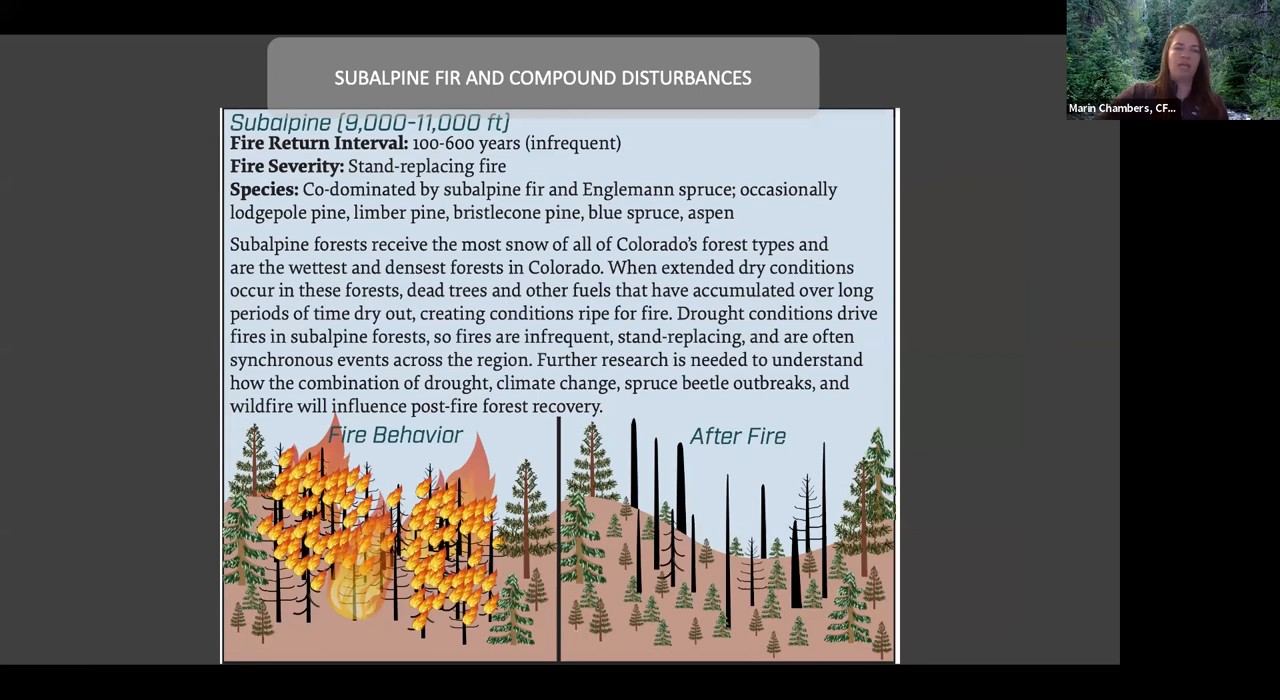 SUBALPINE FIR AND COMPOUND DISTURBANCES
Marin Chambers, CF...
Subalpine (9,000-11,000 ft)
Fire Return Interval: 100-600 years (infrequent)
Fire Severity: Stand-replacing fire
Species: Co-dominated by subalpine fir and Englemann spruce; occasionally
lodgepole pine, limber pine, bristlecone pine, blue spruce, aspen
Subalpine forests receive the most snow of all of Colorado's forest types and
are the wettest and densest forests in Colorado. When extended dry conditions
occur in these forests, dead trees and other fuels that have accumulated over long
periods of time dry out, creating conditions ripe for fire. Drought conditions drive
fires in subalpine forests, so fires are infrequent, stand-replacing, and are often
synchronous events across the region. Further research is needed to understand
how the combination of drought, climate change, spruce beetle outbreaks, and
wildfire will influence post-fire forest recovery.
Fire Behavior
After Fire